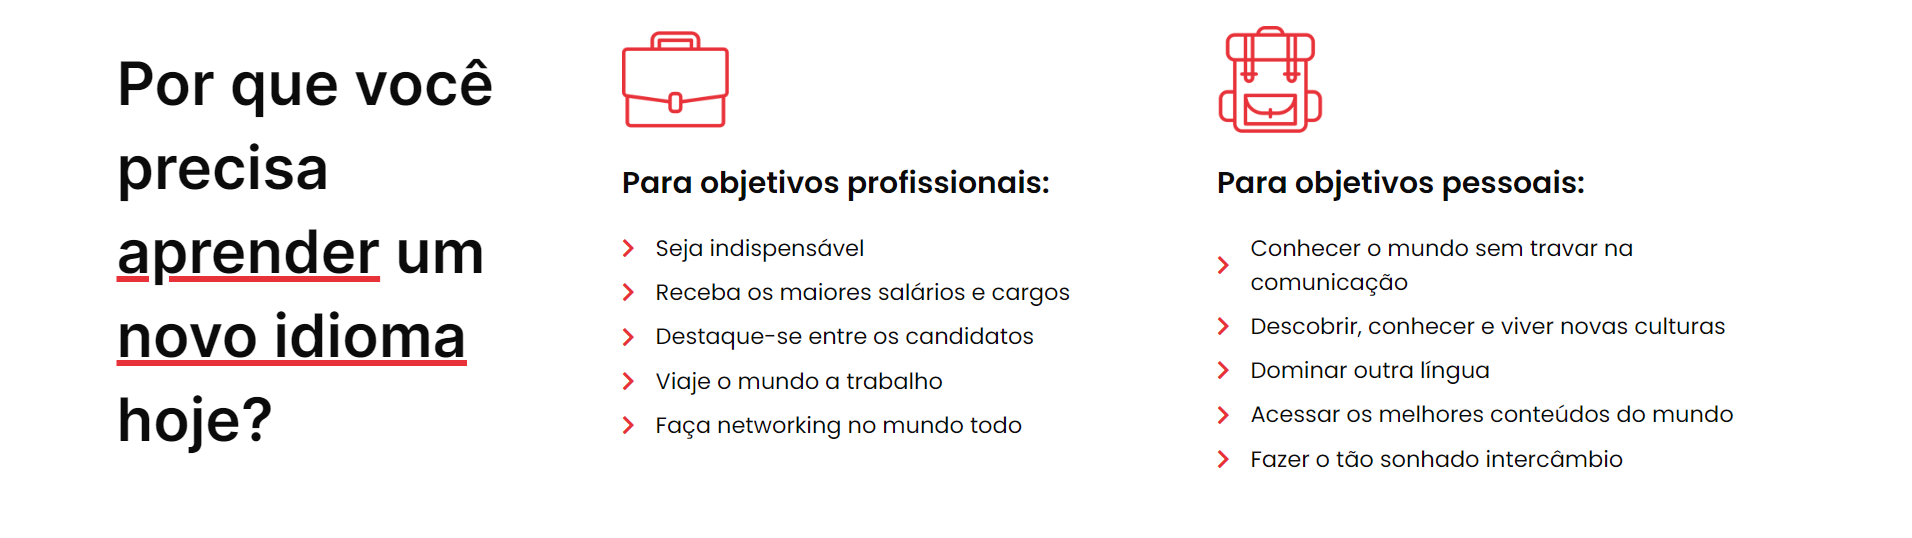 Por que você
precisa
aprender um
novo idioma
hoje?
Para objetivos profissionais:
Seja indispensável
Receba os maiores salários e cargos
Destaque-se entre os candidatos
Viaje o mundo a trabalho
Faça networking no mundo todo
Para objetivos pessoais:
Conhecer o mundo sem travar na
comunicação
Descobrir, conhecer e viver novas culturas
Dominar outra língua
Acessar os melhores conteúdos do mundo
Fazer o tão sonhado intercâmbio